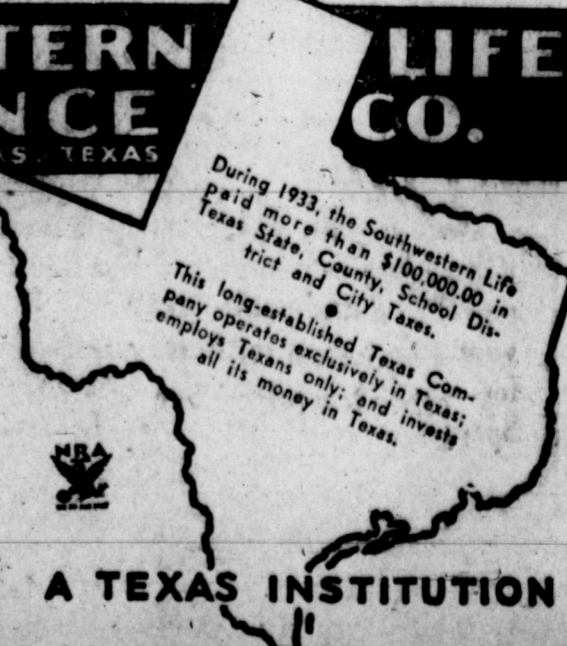 TERN LIFE
NCE CO.
AS, TEXAS
During 1933, the Southwestern Life
paid more than $100,000.00 in
Texas State, County, School Dis-
trict and City Taxes.
This long-established Texas Com-
pany operates exclusively in Texas;
employs Texans only; and invests
all its money in Texas.
NRA
A TEXAS INSTITUTION